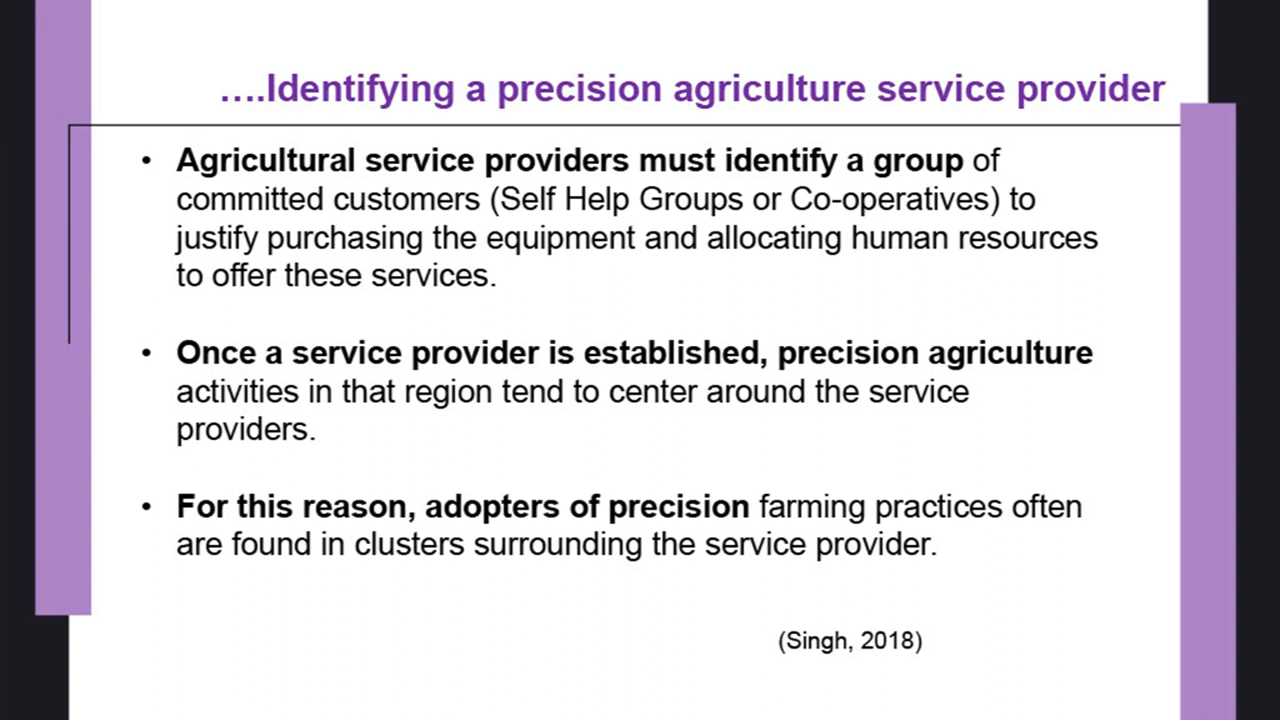 ….Identifying a precision agriculture service provider
• Agricultural service providers must identify a group of
committed customers (Self Help Groups or Co-operatives) to
justify purchasing the equipment and allocating human resources
to offer these services.
• Once a service provider is established, precision agriculture
activities in that region tend to center around the service
providers.
• For this reason, adopters of precision farming practices often
are found in clusters surrounding the service provider.
(Singh, 2018)